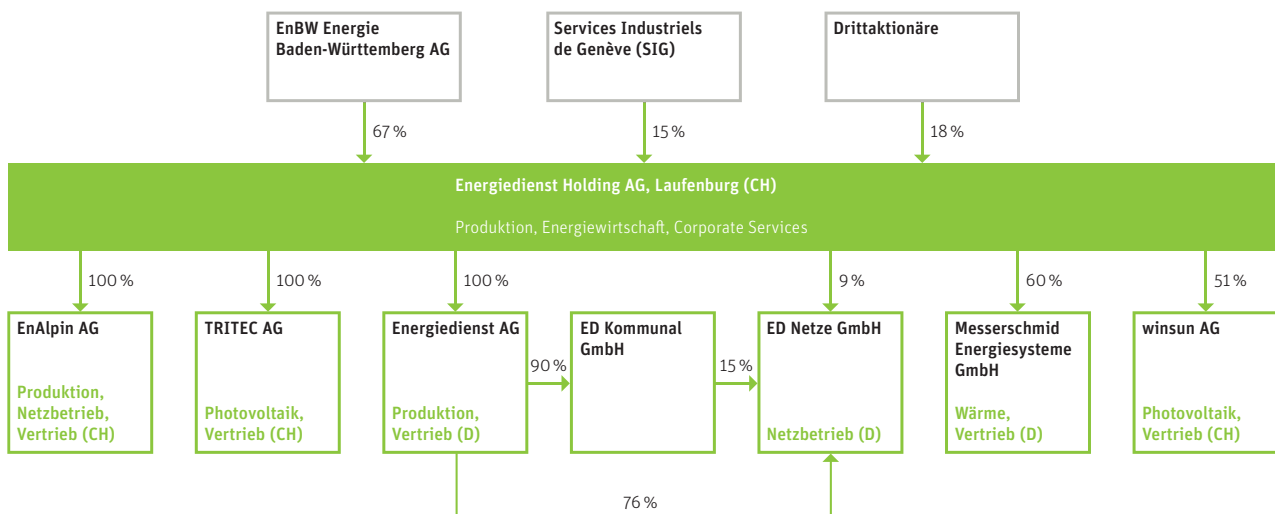 EnBW Energie
Baden-Württemberg AG
Services Industriels
de Genève (SIG)
Drittaktionäre
67 %
15 %
18 %
Energiedienst Holding AG, Laufenburg (CH)
Produktion, Energiewirtschaft, Corporate Services
100 %
100 %
100 %
9 %
60 %
51 %
EnAlpin AG
Produktion,
Netzbetrieb,
Vertrieb (CH)
TRITEC AG
Photovoltaik,
Vertrieb (CH)
Energiedienst AG
Produktion,
Vertrieb (D)
90 %
ED Kommunal
GmbH
15 %
ED Netze GmbH
Netzbetrieb (D)
Messerschmid
Energiesysteme
GmbH
Wärme,
Vertrieb (D)
winsun AG
Photovoltaik,
Vertrieb (CH)
76 %